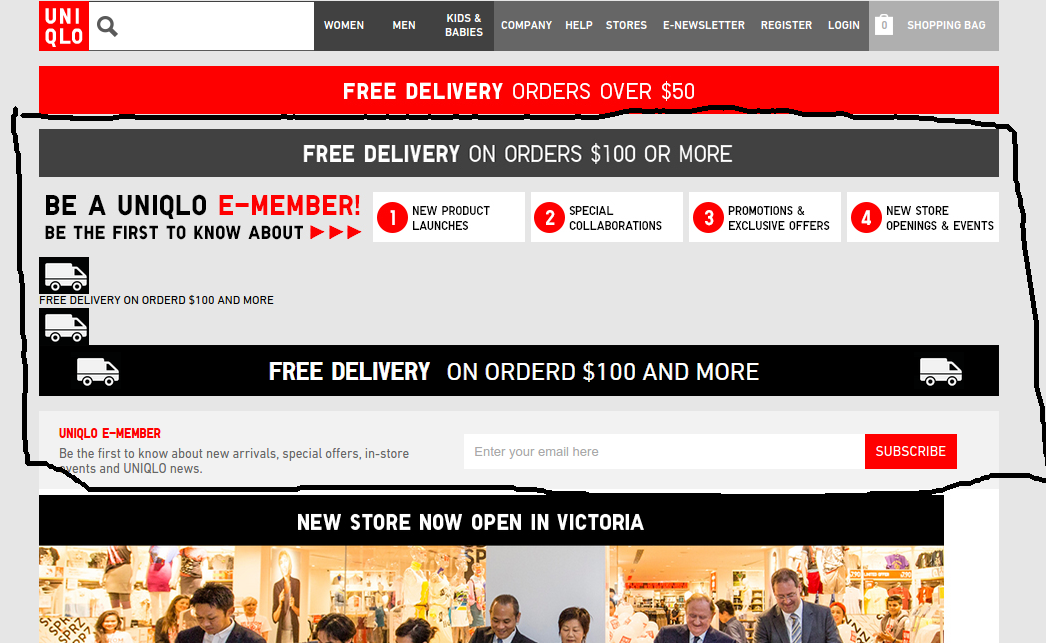 UNI
QLO
WOMEN MEN KIDS & BABIES COMPANY HELP STORES E-NEWSLETTER REGISTER LOGIN 0 SHOPPING BAG
FREE DELIVERY ORDERS OVER $50
FREE DELIVERY ON ORDERS $100 OR MORE
BE A UNIQLO E-MEMBER!
BE THE FIRST TO KNOW ABOUT
1 NEW PRODUCT
LAUNCHES
2 SPECIAL
COLLABORATIONS
3 PROMOTIONS &
EXCLUSIVE OFFERS
4 NEW STORE
OPENINGS & EVENTS
FREE DELIVERY ON ORDERD $100 AND MORE
FREE DELIVERY ON ORDERD $100 AND MORE
UNIQLO E-MEMBER
Be the first to know about new arrivals, special offers, in-store
events and UNIQLO news.
Enter your email here
SUBSCRIBE
NEW STORE NOW OPEN IN VICTORIA